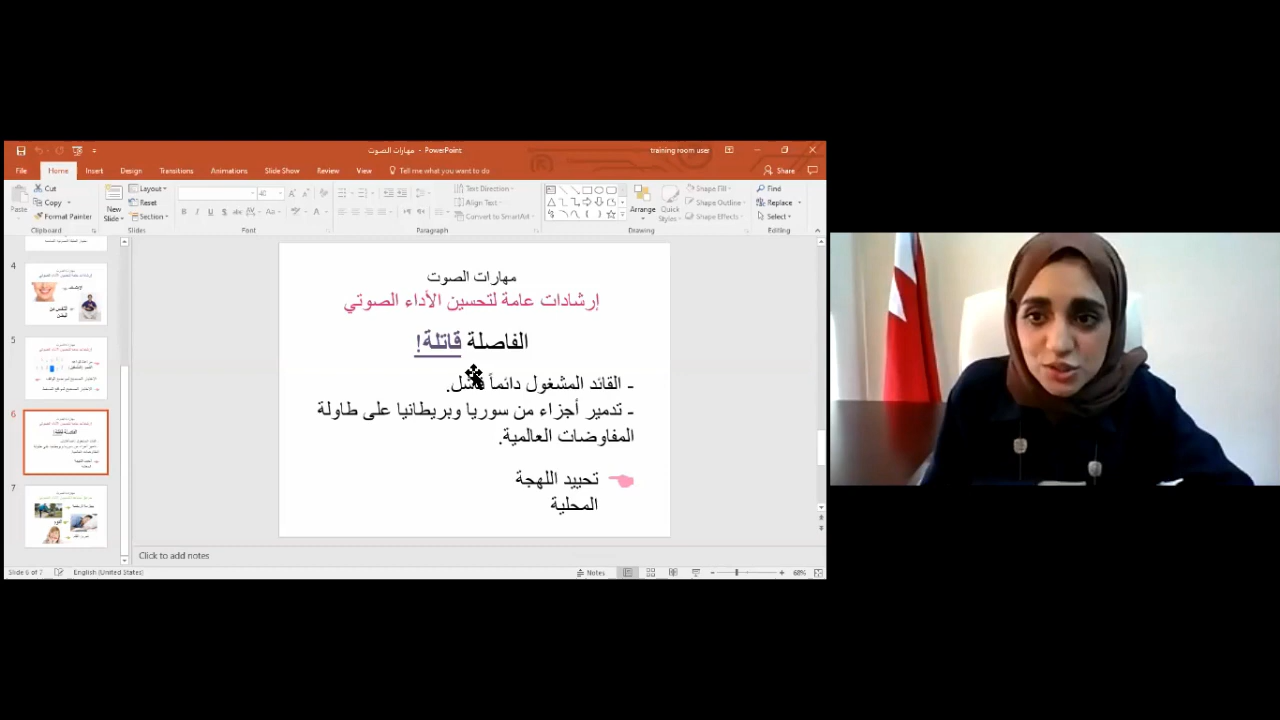 مهارات الصوت - PowerPoint
training room user
File Home Insert Design Transitions Animations Slide Show Review View Tell me what you want to do Share
Paste
Cut
Copy
Format Painter
Clipboard
New Slide
Layout
Reset
Section
Slides
Font
Text Direction
Align Text
Convert to SmartArt
Paragraph
Arrange
Quick Styles
Shape Fill
Shape Outline
Shape Effects
Drawing
Find
Replace
Select
Editing
4
5
6
7
مهارات الصوت
إرشادات عامة لتحسين الأداء الصوتي
الفاصلة قاتلة!
- القائد المشغول دائماً
- تدمير أجزاء من سوريا وبريطانيا على طاولة
المفاوضات العالمية.
تحييد اللهجة
المحلية
Click to add notes
Slide 6 of 7 English (United States) Notes 68%